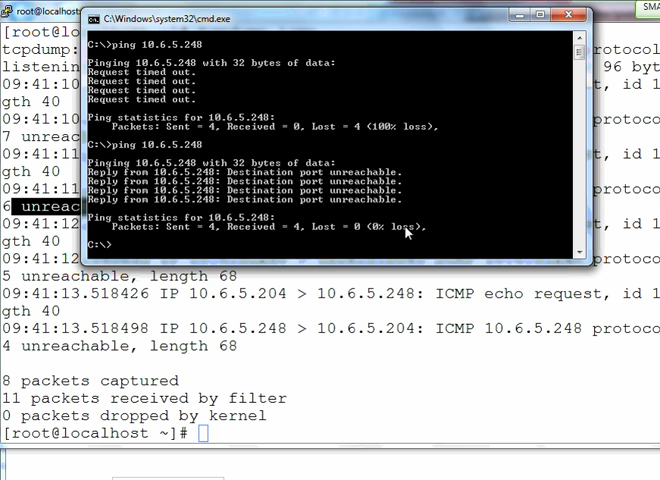 root@localhost
C:\Windows\system32\cmd.exe
SMA
[root@lo
tcpdump:
protocol
listening
96 byt
C:\>ping 10.6.5.248
Pinging 10.6.5.248 with 32 bytes of data:
Request timed out.
Request timed out.
Request timed out.
Request timed out.
Ping statistics for 10.6.5.248:
Packets: Sent = 4, Received = 0, Lost = 4 (100% loss),
C:\>ping 10.6.5.248
Pinging 10.6.5.248 with 32 bytes of data:
Reply from 10.6.5.248: Destination port unreachable.
Reply from 10.6.5.248: Destination port unreachable.
Reply from 10.6.5.248: Destination port unreachable.
Reply from 10.6.5.248: Destination port unreachable.
Ping statistics for 10.6.5.248:
Packets: Sent = 4, Received = 4, Lost = 0 (0% loss),
C:\>
09:41:10
t, id 1
gth 40
09:41:10
protoco
7 unreac
09:41:11
t, id 1
gth 40
09:41:11
protoco
6 unreac
09:41:12
t, id 1
gth 40
5 unreachable, length 68
09:41:13.518426 IP 10.6.5.204 > 10.6.5.248: ICMP echo request, id 1
gth 40
09:41:13.518498 IP 10.6.5.248 > 10.6.5.204: ICMP 10.6.5.248 protoco
4 unreachable, length 68
8 packets captured
11 packets received by filter
0 packets dropped by kernel
[root@localhost ~]#